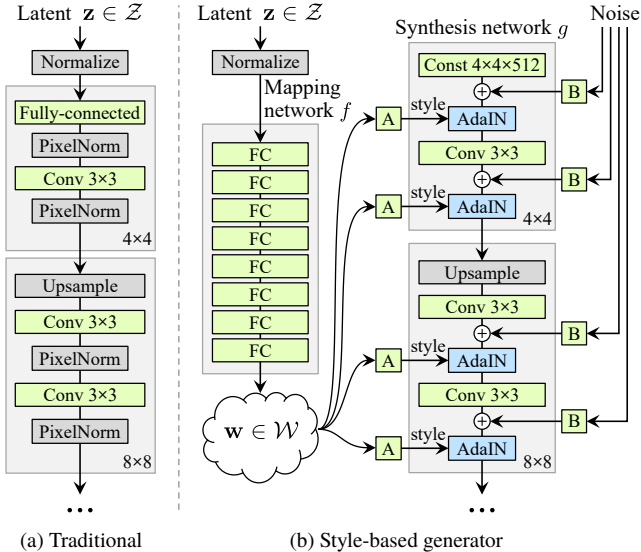 Latent z ∈ Z
Normalize
Fully-connected
PixelNorm
Conv 3×3
PixelNorm
4×4
Upsample
Conv 3×3
PixelNorm
Conv 3×3
PixelNorm
8×8
...
(a) Traditional
Latent z ∈ Z
Normalize
Mapping
network f
FC
FC
FC
FC
FC
FC
FC
FC
w ∈ W
A
style
A
style
A
style
A
style
Synthesis network g
Const 4×4×512
AdaIN
Conv 3×3
AdaIN
4×4
Upsample
Conv 3×3
AdaIN
Conv 3×3
AdaIN
8×8
...
Noise
B
B
B
B
(b) Style-based generator